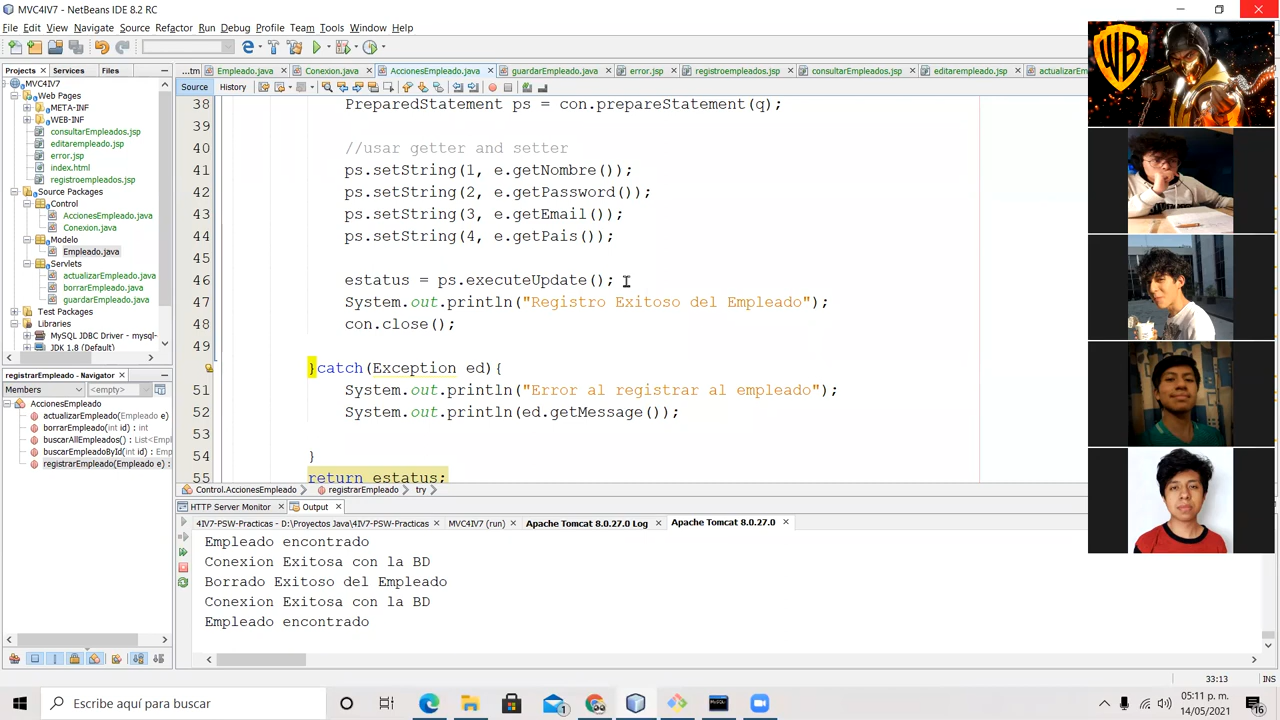 MVC4IV7 - NetBeans IDE 8.2 RC
File Edit View Navigate Source Refactor Run Debug Profile Team Tools Window Help
Projects Services Files
...tm Empleado.java Conexion.java AccionesEmpleado.java guardarEmpleado.java error.jsp registroempleados.jsp consultarEmpleados.jsp editarempleado.jsp
Source History
MVC4IV7
Web Pages
META-INF
WEB-INF
consultarEmpleados.jsp
editarempleado.jsp
error.jsp
index.html
registroempleados.jsp
Source Packages
Control
AccionesEmpleado.java
Conexion.java
Modelo
Empleado.java
Servlets
actualizarEmpleado.java
borrarEmpleado.java
guardarEmpleado.java
Test Packages
Libraries
MySQL JDBC Driver - mysql-
JDK 1.8 (Default)
38 PreparedStatement ps = con.prepareStatement(q);
39
40 //usar getter and setter
41 ps.setString(1, e.getNombre());
42 ps.setString(2, e.getPassword());
43 ps.setString(3, e.getEmail());
44 ps.setString(4, e.getPais());
45
46 estatus = ps.executeUpdate();
47 System.out.println("Registro Exitoso del Empleado");
48 con.close();
49
}catch(Exception ed){
51 System.out.println("Error al registrar al empleado");
52 System.out.println(ed.getMessage());
53
54 }
55 return estatus;
Control.AccionesEmpleado registrarEmpleado try
registrarEmpleado - Navigator
Members <empty>
AccionesEmpleado
actualizarEmpleado(Empleado e)
borrarEmpleado(int id) : int
buscarAllEmpleados() : List<Empl
buscarEmpleadoById(int id) : Emp
registrarEmpleado(Empleado e) :
HTTP Server Monitor Output
4IV7-PSW-Practicas - D:\Proyectos Java\4IV7-PSW-Practicas MVC4IV7 (run) Apache Tomcat 8.0.27.0 Log Apache Tomcat 8.0.27.0
Empleado encontrado
Conexion Exitosa con la BD
Borrado Exitoso del Empleado
Conexion Exitosa con la BD
Empleado encontrado
33:13 INS
WB
Escribe aquí para buscar
1
05:11 p. m.
14/05/2021
16